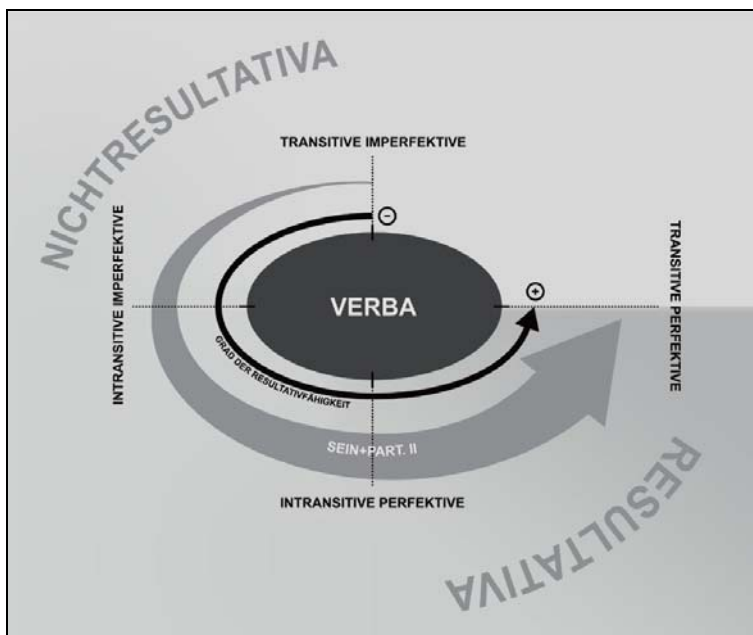 NICHTRESULTATIVA
TRANSITIVE IMPERFEKTIVE
−
INTRANSITIVE IMPERFEKTIVE
VERBA
+
TRANSITIVE PERFEKTIVE
GRAD DER RESULTATIVFÄHIGKEIT
SEIN+PART. II
INTRANSITIVE PERFEKTIVE
RESULTATIVA